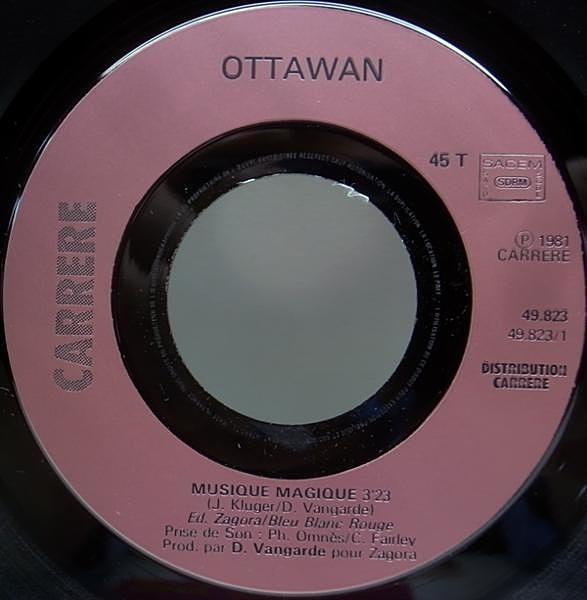 OTTAWAN
45 T
SACEM
SDRM
CARRERE
Ⓟ 1981
CARRERE
49.823
49.823/1
DISTRIBUTION
CARRERE
MUSIQUE MAGIQUE 3'23
(J. Kluger/D. Vangarde)
Ed. Zagora/Bleu Blanc Rouge
Prise de Son : Ph. Omnès/C. Fairley
Prod. par D. Vangarde pour Zagora